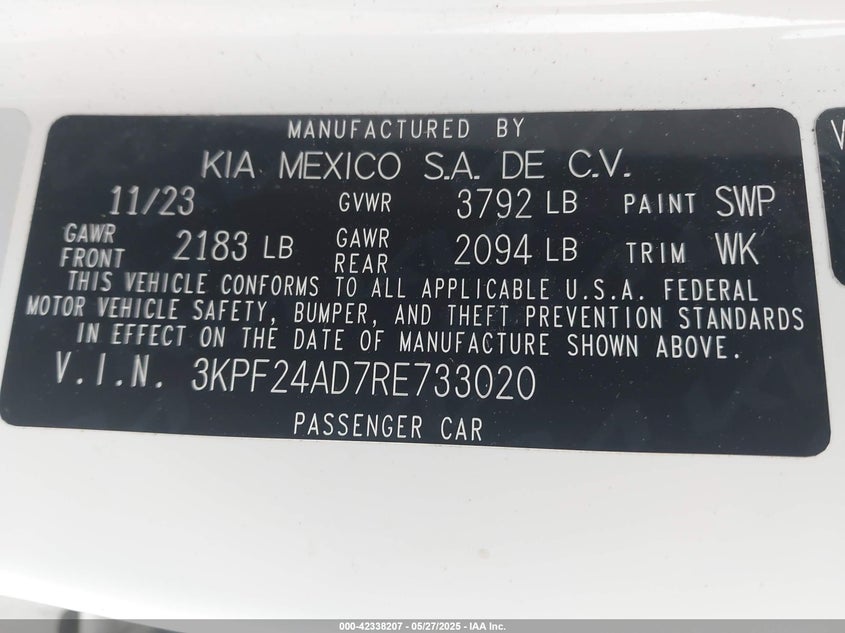 MANUFACTURED BY
KIA MEXICO S.A. DE C.V.
11/23 GVWR 3792 LB PAINT SWP
GAWR FRONT 2183 LB GAWR REAR 2094 LB TRIM WK
THIS VEHICLE CONFORMS TO ALL APPLICABLE U.S.A. FEDERAL
MOTOR VEHICLE SAFETY, BUMPER, AND THEFT PREVENTION STANDARDS
IN EFFECT ON THE DATE OF MANUFACTURE SHOWN ABOVE.
V.I.N. 3KPF24AD7RE733020
PASSENGER CAR
V
000-42338207 — 05/27/2025 — IAA Inc.